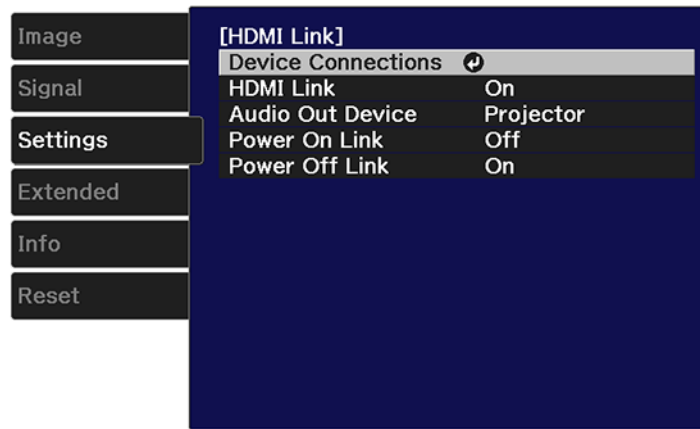 Image
Signal
Settings
Extended
Info
Reset
[HDMI Link]
Device Connections
HDMI Link On
Audio Out Device Projector
Power On Link Off
Power Off Link On